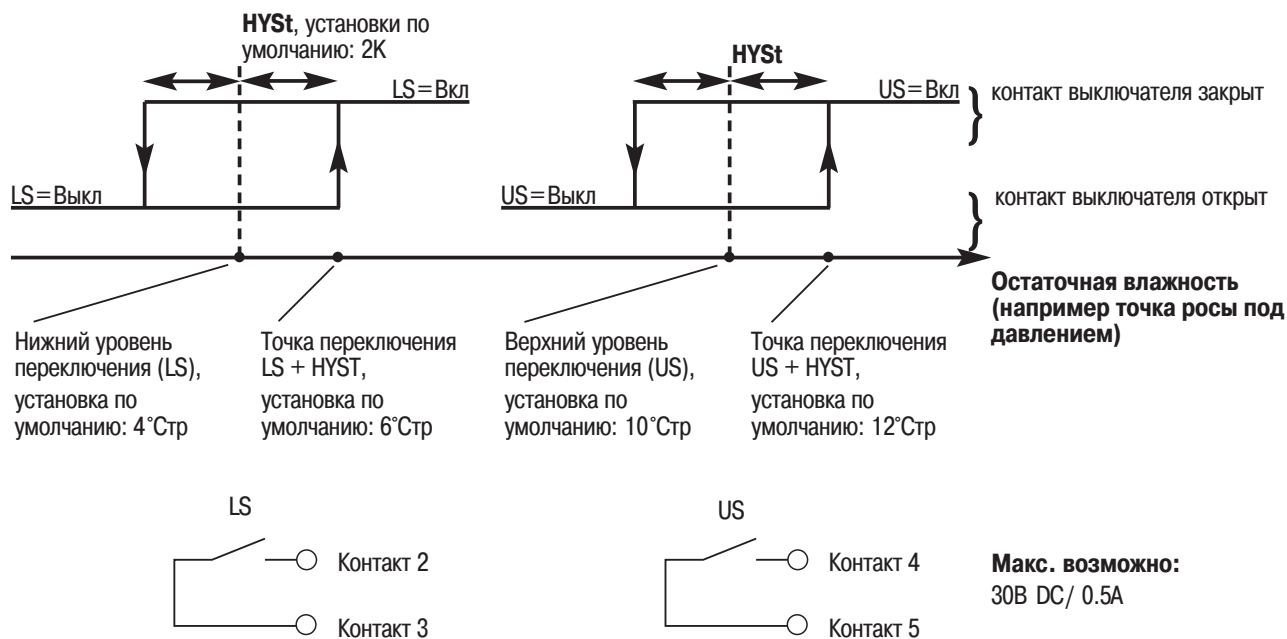 HYSt, установки по
умолчанию: 2K
HYSt
LS=Вкл
US=Вкл
контакт выключателя закрыт
LS=Выкл
US=Выкл
контакт выключателя открыт
Остаточная влажность
(например точка росы под
давлением)
Нижний уровень
переключения (LS),
установка по
умолчанию: 4°Стр
Точка переключения
LS + HYST,
установка по
умолчанию: 6°Стр
Верхний уровень
переключения (US),
установка по
умолчанию: 10°Стр
Точка переключения
US + HYST,
установка по
умолчанию: 12°Стр
LS
Контакт 2
Контакт 3
US
Контакт 4
Контакт 5
Макс. возможно:
30В DC/ 0.5A